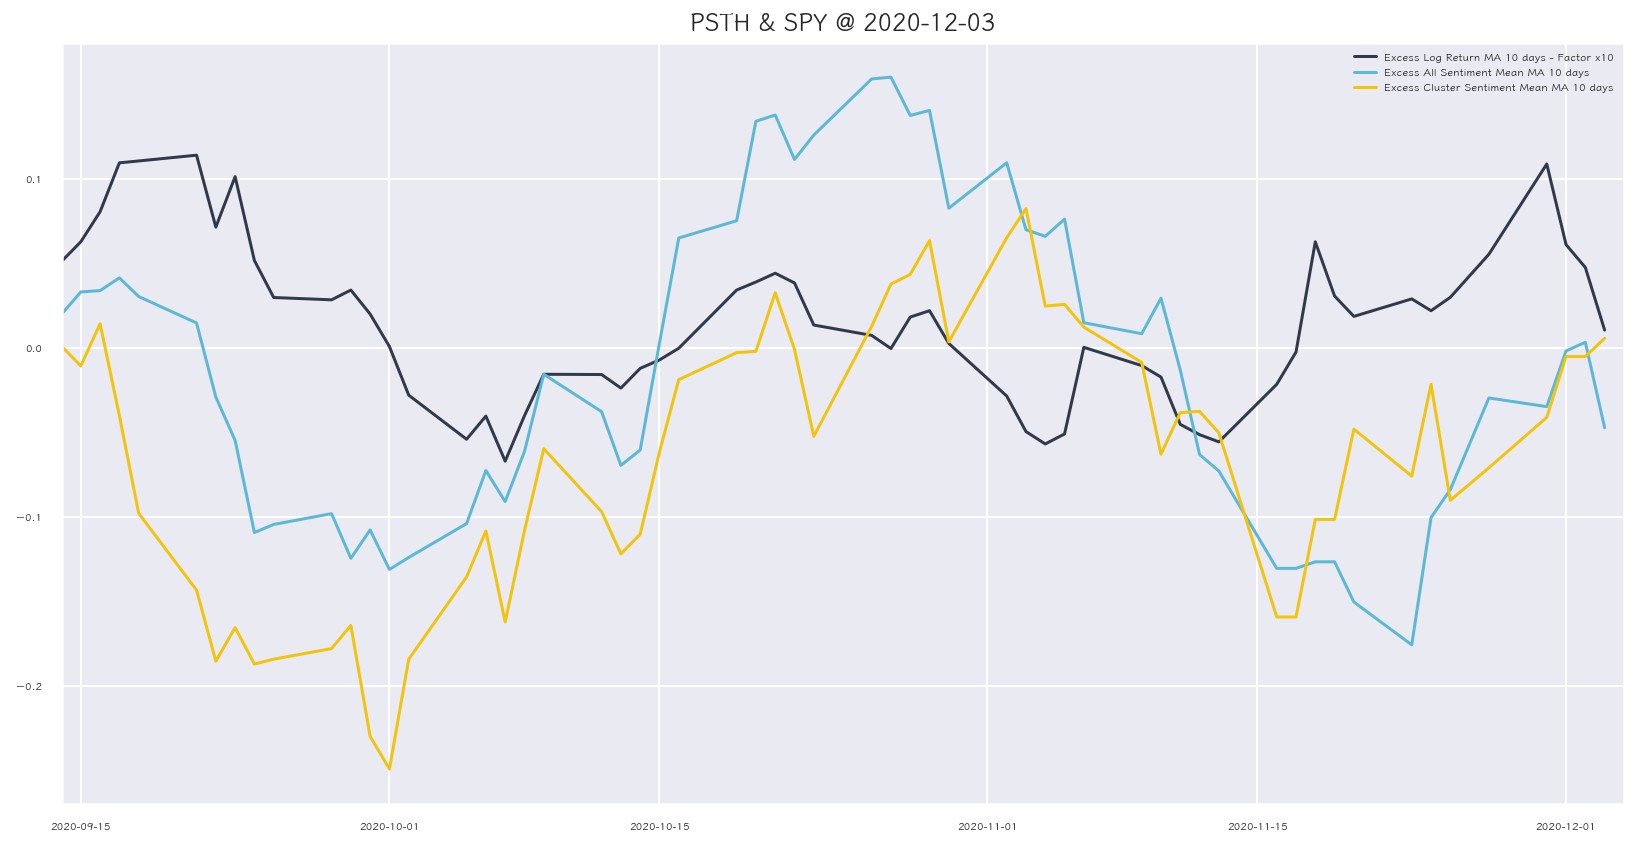 PSTH & SPY @ 2020-12-03
Excess Log Return MA 10 days - Factor x10
Excess All Sentiment Mean MA 10 days
Excess Cluster Sentiment Mean MA 10 days
0.1
0.0
−0.1
−0.2
2020-09-15
2020-10-01
2020-10-15
2020-11-01
2020-11-15
2020-12-01